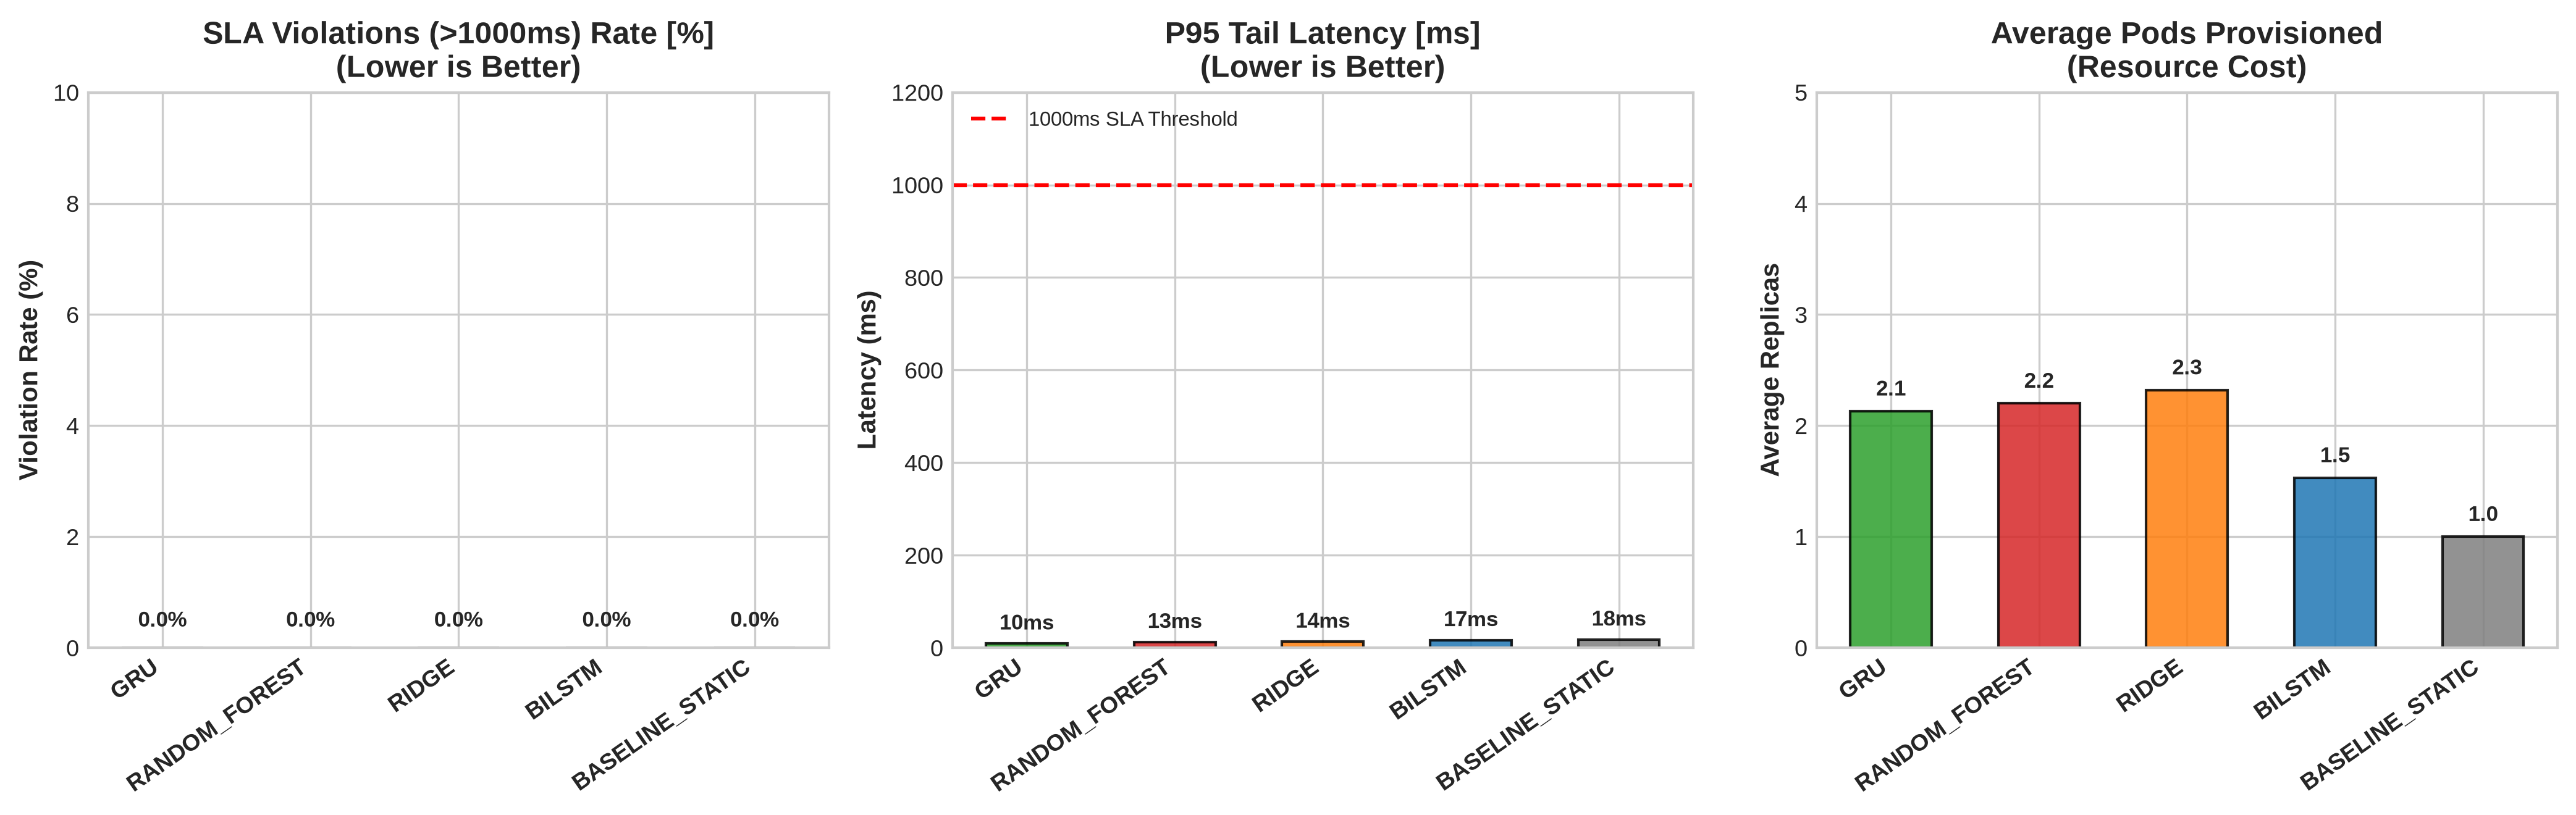 SLA Violations (>1000ms) Rate [%]
(Lower is Better)
Violation Rate (%)
10
8
6
4
2
0
0.0%
0.0%
0.0%
0.0%
0.0%
GRU
RANDOM_FOREST
RIDGE
BILSTM
BASELINE_STATIC
P95 Tail Latency [ms]
(Lower is Better)
Latency (ms)
1200
1000
800
600
400
200
0
1000ms SLA Threshold
10ms
13ms
14ms
17ms
18ms
GRU
RANDOM_FOREST
RIDGE
BILSTM
BASELINE_STATIC
Average Pods Provisioned
(Resource Cost)
Average Replicas
5
4
3
2
1
0
2.1
2.2
2.3
1.5
1.0
GRU
RANDOM_FOREST
RIDGE
BILSTM
BASELINE_STATIC